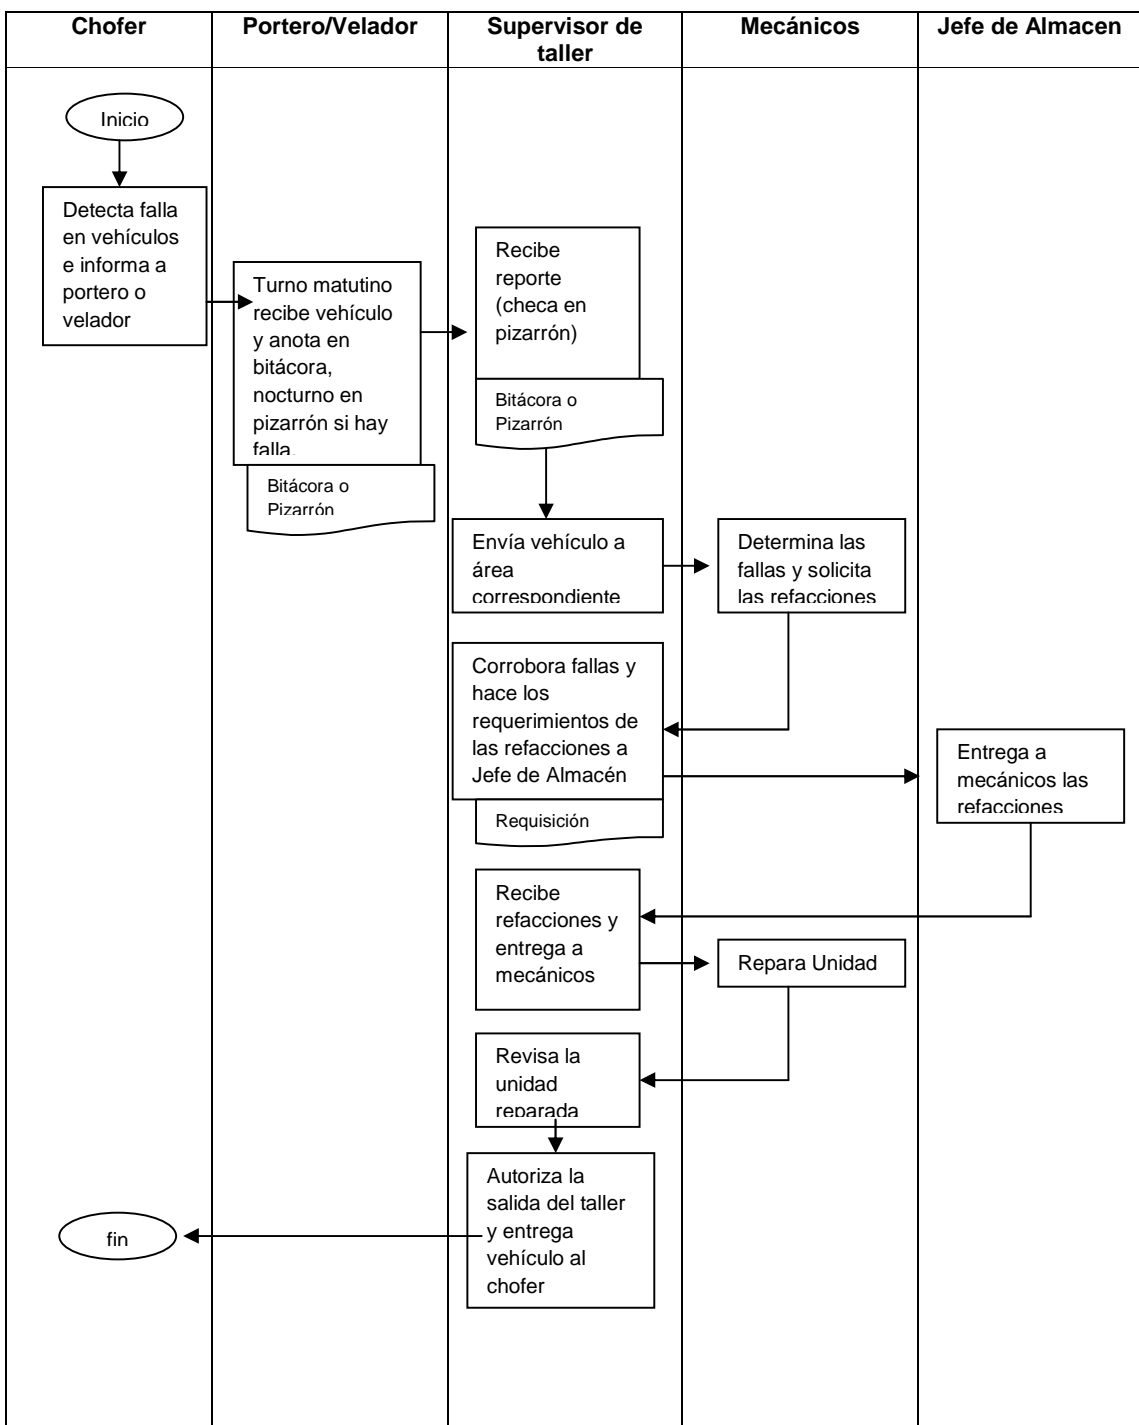 Chofer
Portero/Velador
Supervisor de
taller
Mecánicos
Jefe de Almacen
Inicio
Detecta falla
en vehículos
e informa a
portero o
velador
Turno matutino
recibe vehículo
y anota en
bitácora,
nocturno en
pizarrón si hay
falla.
Bitácora o
Pizarrón
Recibe
reporte
(checa en
pizarrón)
Bitácora o
Pizarrón
Envía vehículo a
área
correspondiente
Determina las
fallas y solicita
las refacciones
Corrobora fallas y
hace los
requerimientos de
las refacciones a
Jefe de Almacén
Requisición
Entrega a
mecánicos las
refacciones
Recibe
refacciones y
entrega a
mecánicos
Repara Unidad
Revisa la
unidad
reparada
Autoriza la
salida del taller
y entrega
vehículo al
chofer
fin